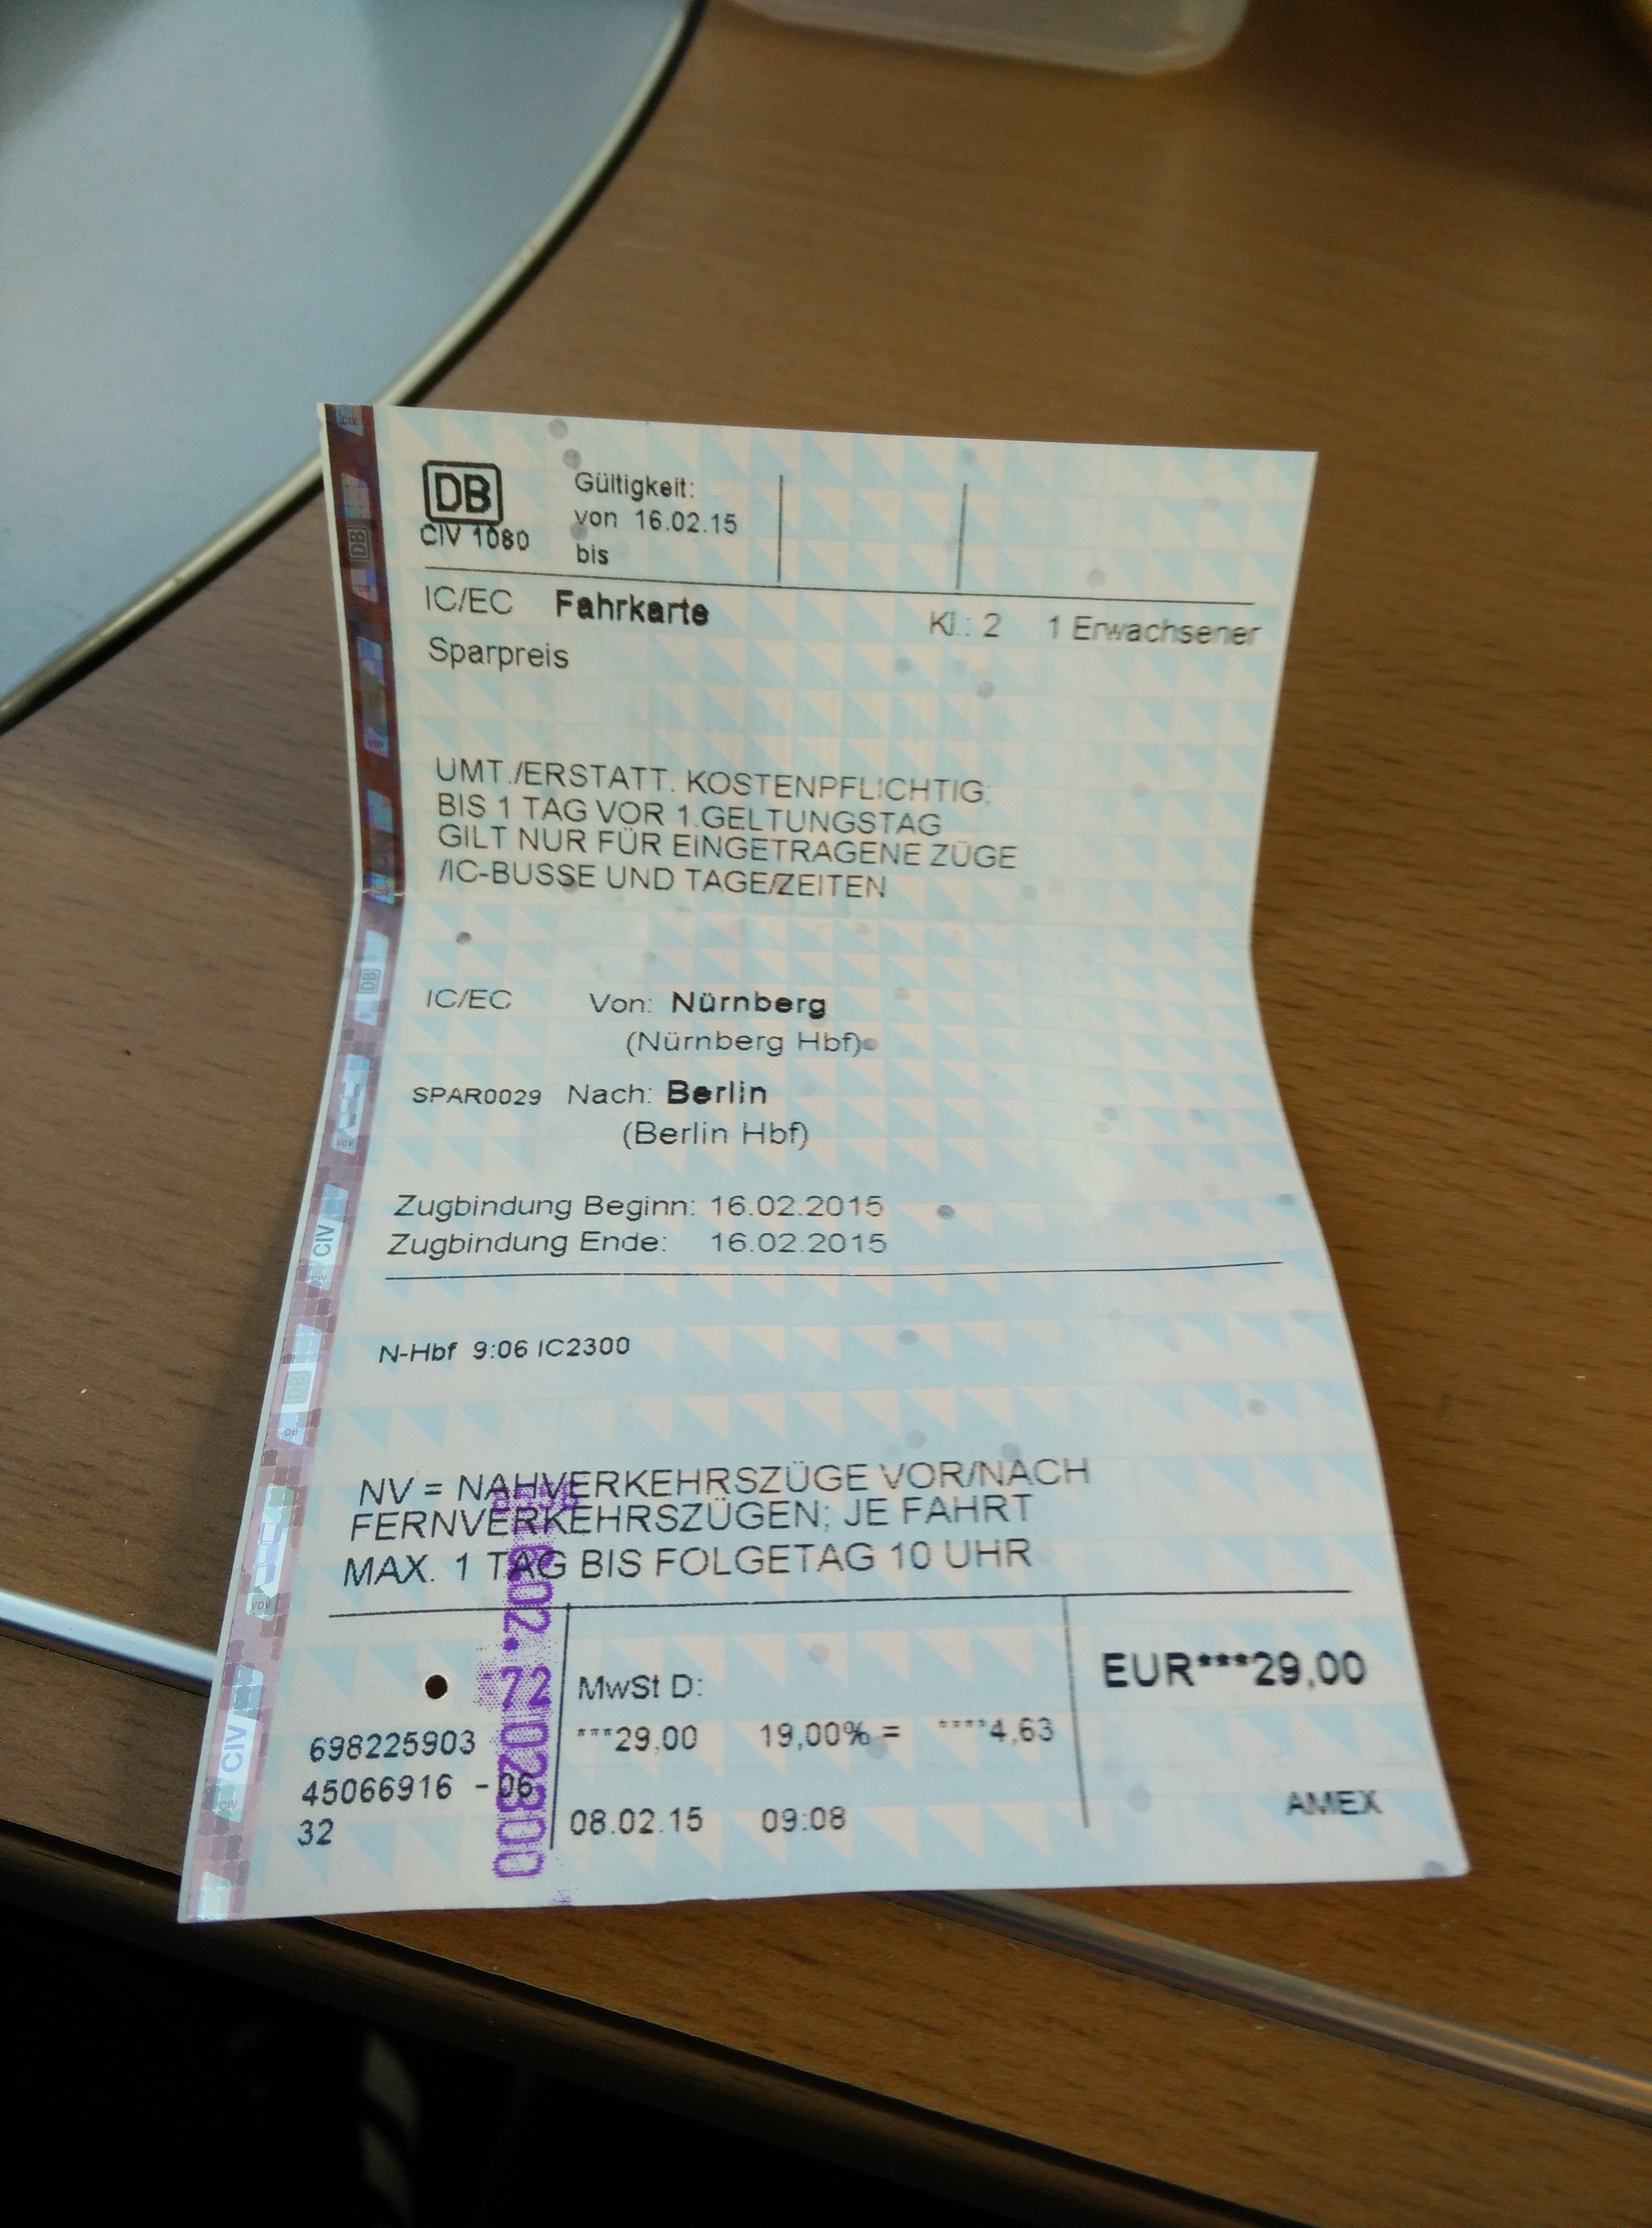 DB
CIV 1080
Gültigkeit:
von 16.02.15
bis
IC/EC Fahrkarte Kl.: 2 1 Erwachsener
Sparpreis
UMT./ERSTATT. KOSTENPFLICHTIG;
BIS 1 TAG VOR 1.GELTUNGSTAG
GILT NUR FÜR EINGETRAGENE ZÜGE
/IC-BUSSE UND TAGE/ZEITEN
IC/EC Von: Nürnberg
(Nürnberg Hbf)
SPAR0029 Nach: Berlin
(Berlin Hbf)
Zugbindung Beginn: 16.02.2015
Zugbindung Ende: 16.02.2015
N-Hbf 9:06 IC2300
NV = NAHVERKEHRSZÜGE VOR/NACH
FERNVERKEHRSZÜGEN; JE FAHRT
MAX. 1 TAG BIS FOLGETAG 10 UHR
MwSt D:
EUR***29,00
698225903
***29,00 19,00% = ****4,63
45066916 - 06
AMEX
32
08.02.15 09:08